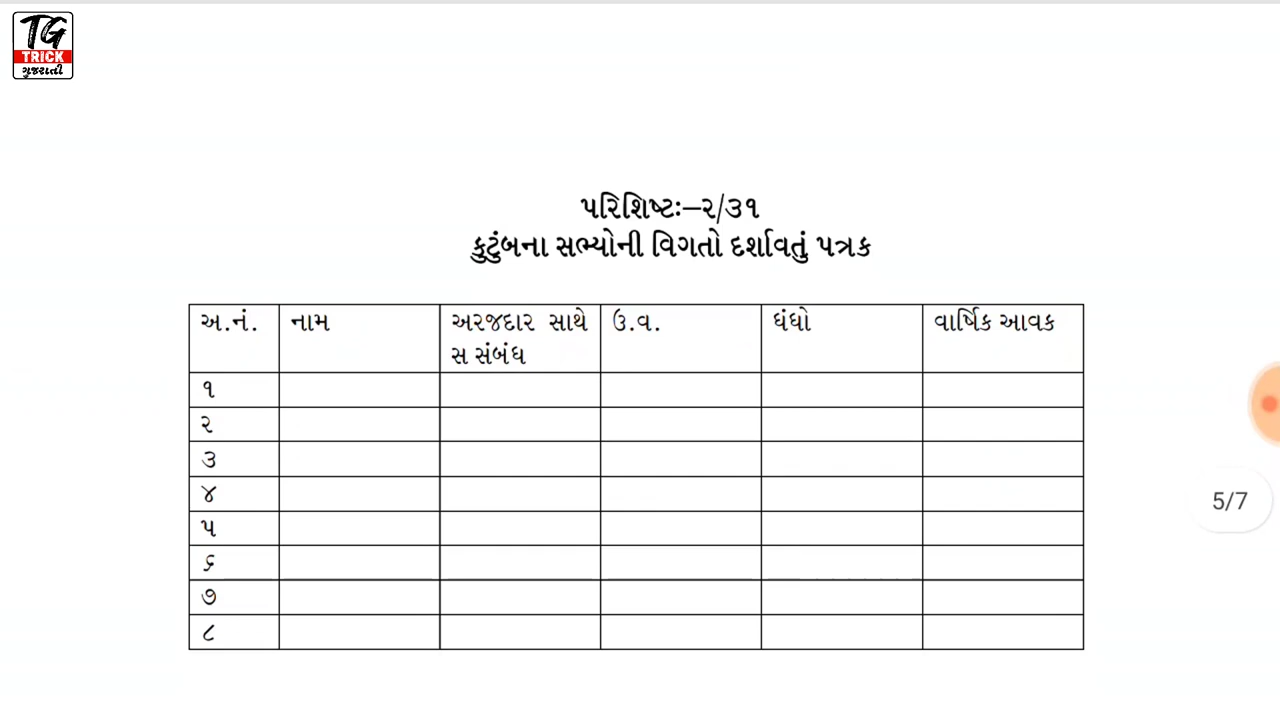 TG
TRICK
ગુજરાતી
પરિશિષ્ટઃ–૨/૩૧
કુટુંબના સભ્યોની વિગતો દર્શાવતું પત્રક
અ.નં. નામ અરજદાર સાથે ઉ.વ. ધંધો વાર્ષિક આવક
સ સંબંધ
૧
૨
૩
૪
૫
૬
૭
૮
5/7